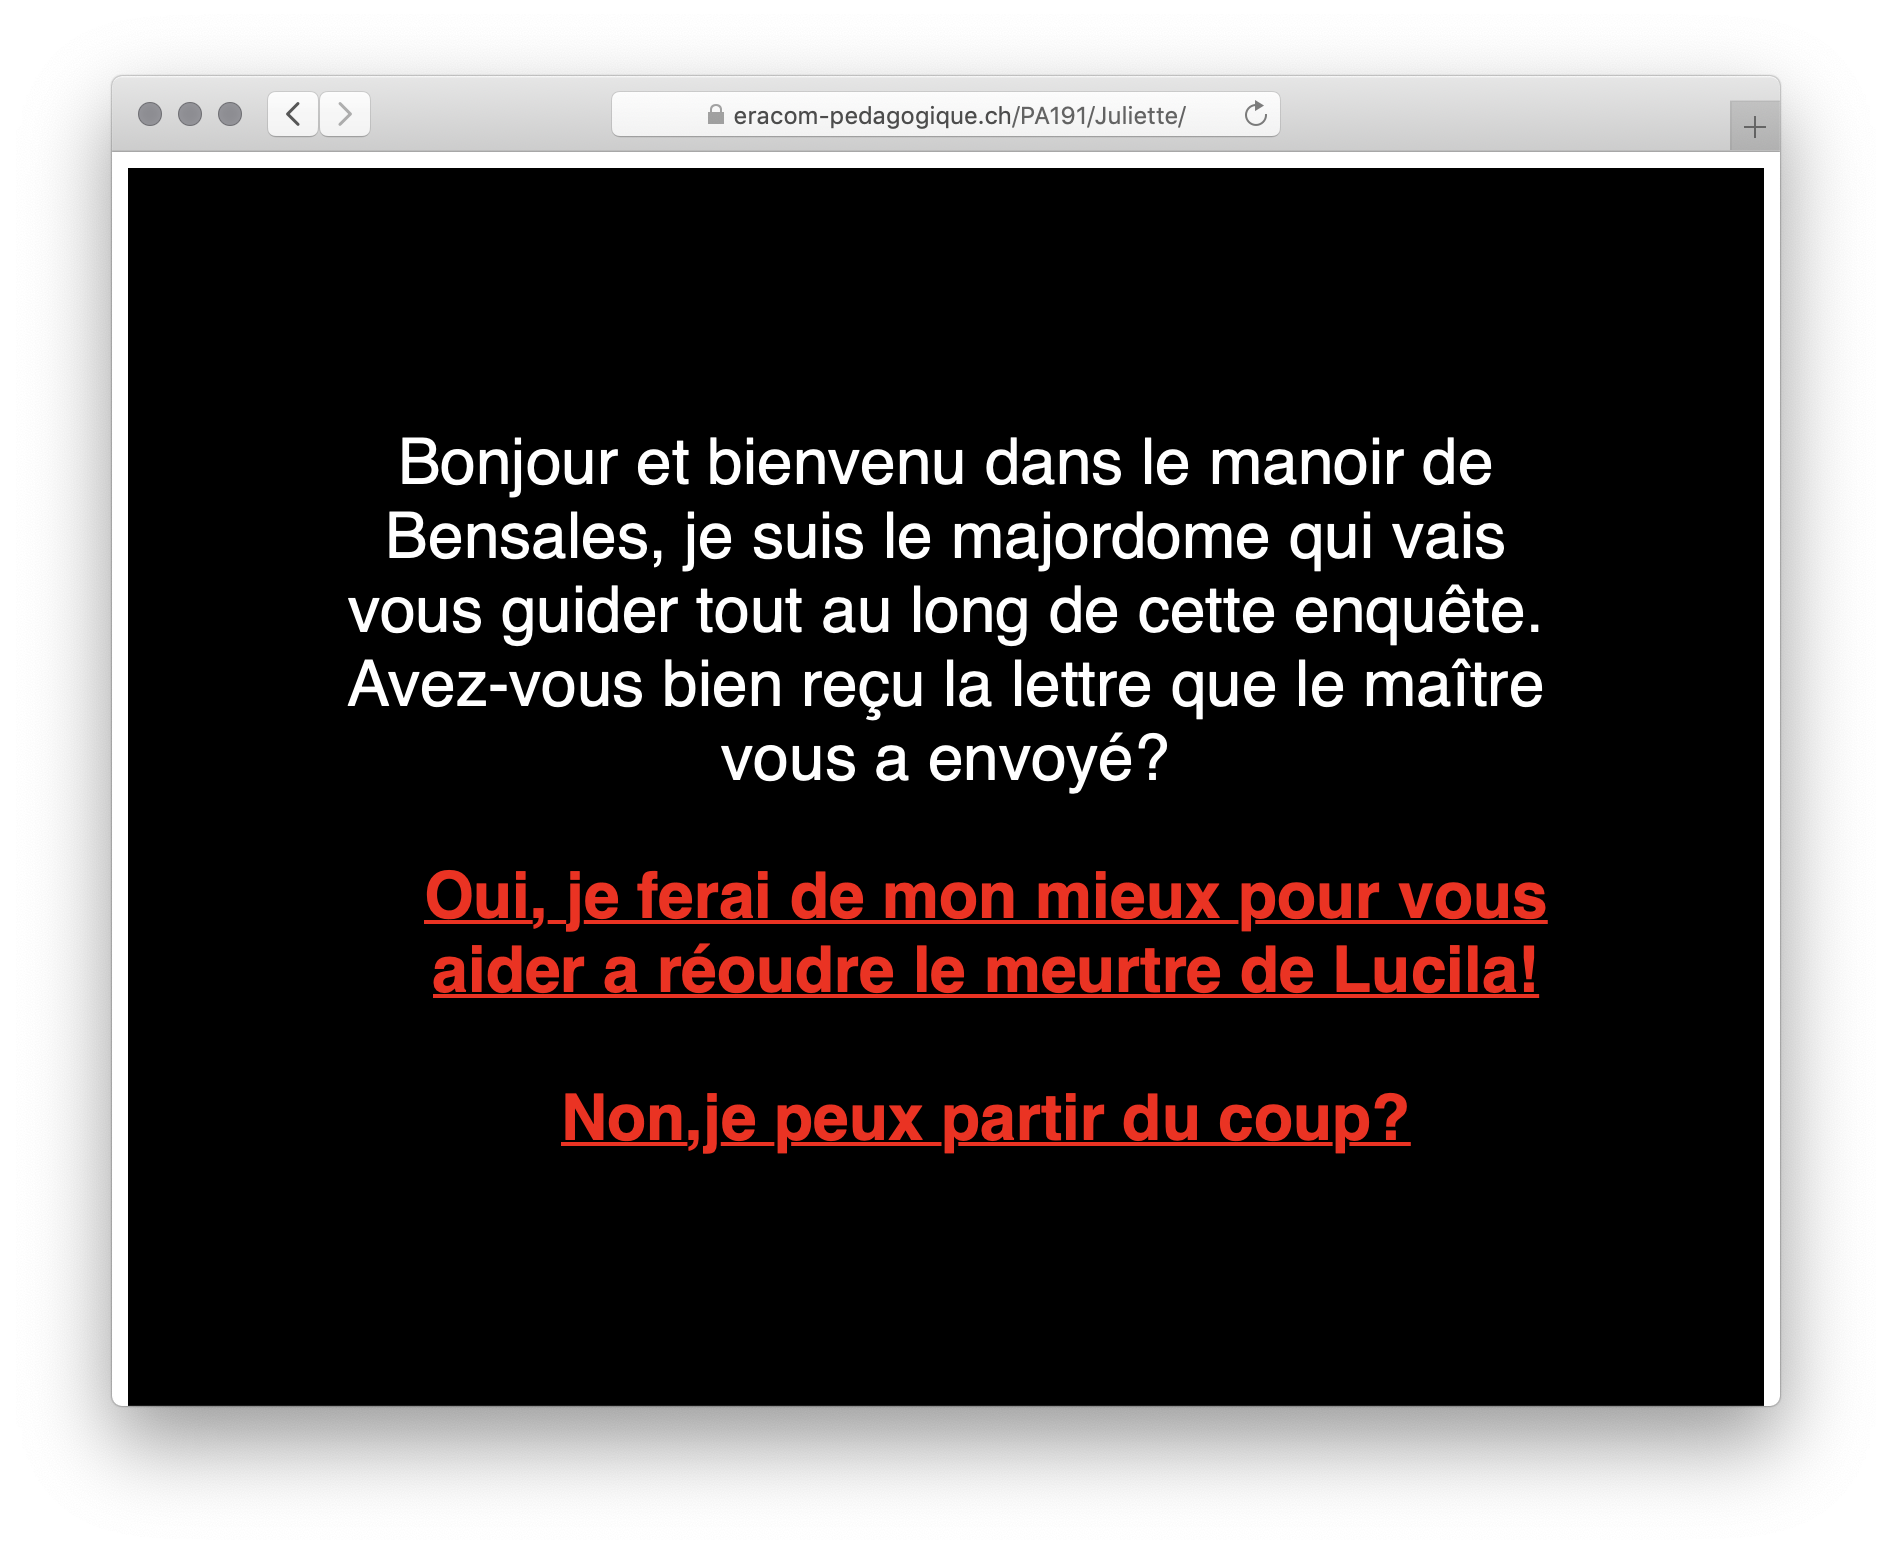 eracom-pedagogique.ch/PA191/Juliette/
Bonjour et bienvenu dans le manoir de
Bensales, je suis le majordome qui vais
vous guider tout au long de cette enquête.
Avez-vous bien reçu la lettre que le maître
vous a envoyé?
Oui, je ferai de mon mieux pour vous
aider a réoudre le meurtre de Lucila!
Non,je peux partir du coup?